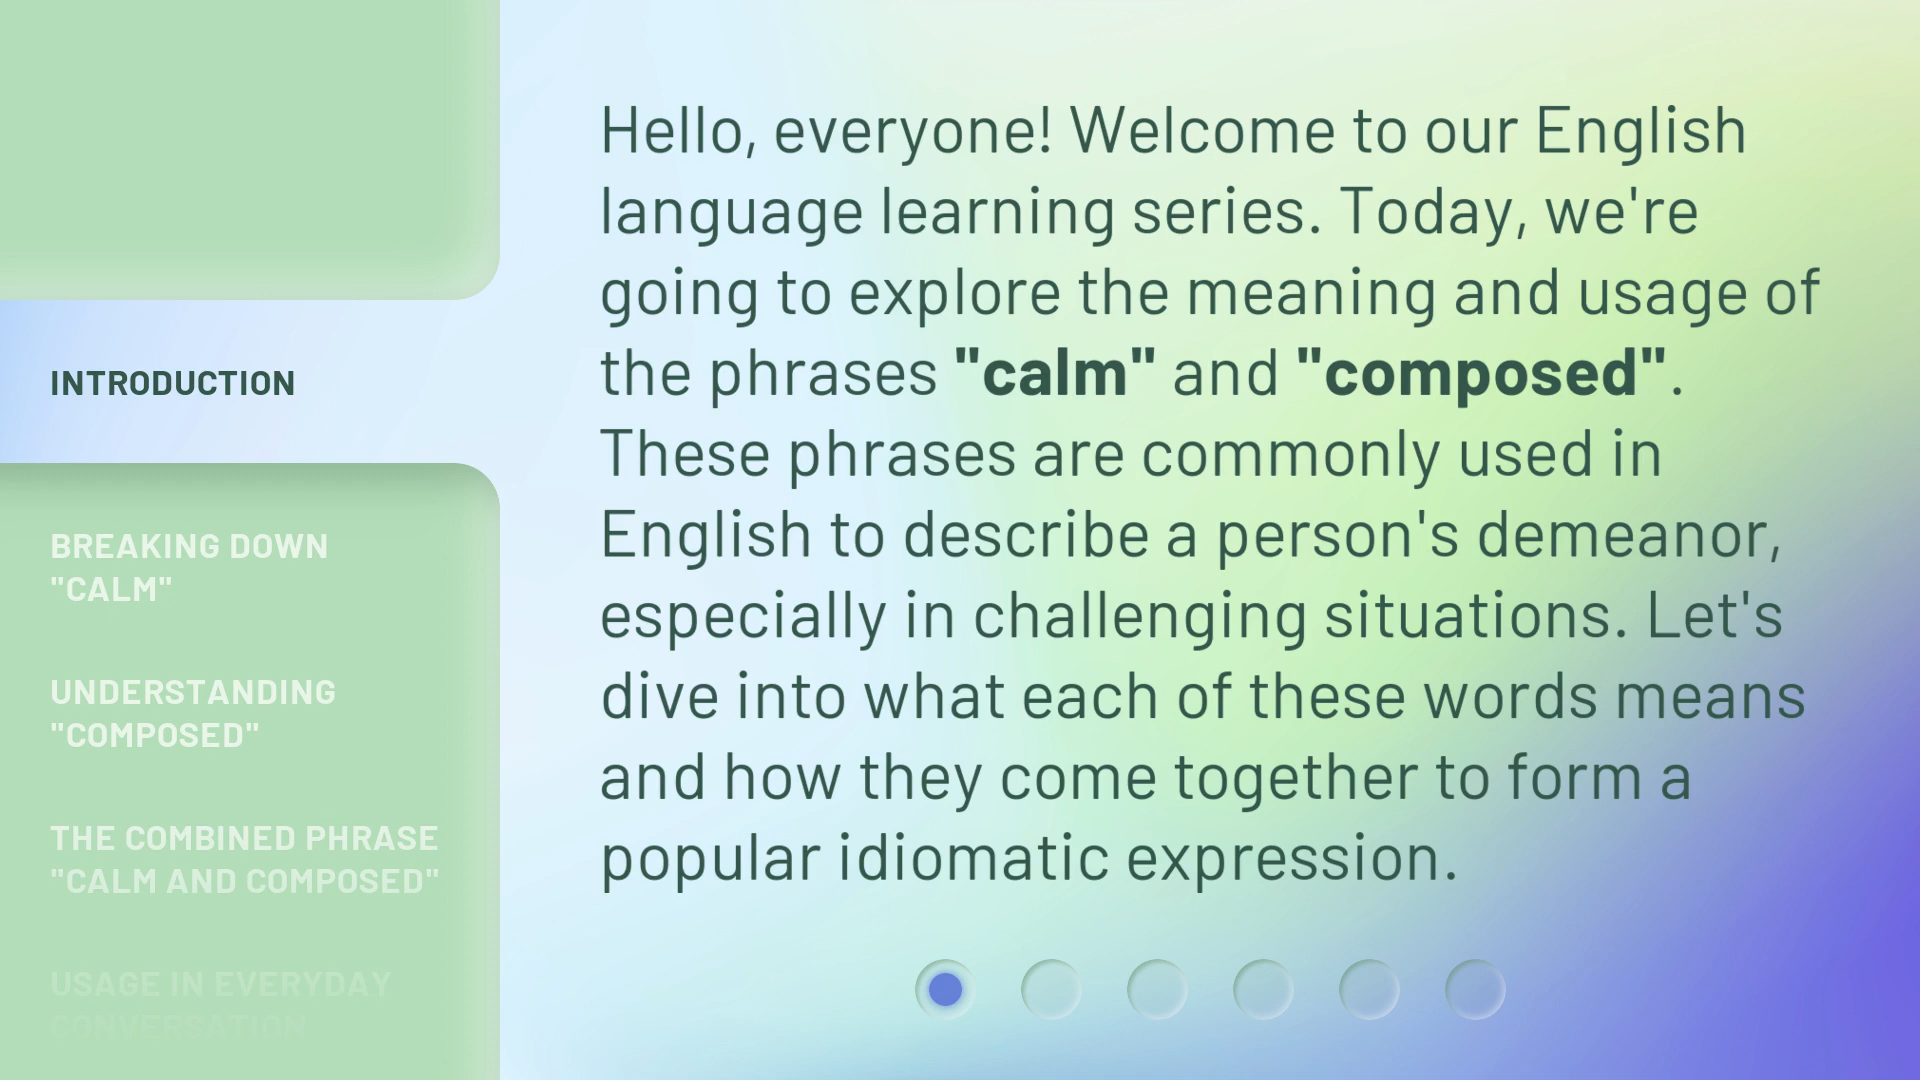 INTRODUCTION
BREAKING DOWN
"CALM"
UNDERSTANDING
"COMPOSED"
THE COMBINED PHRASE
"CALM AND COMPOSED"
USAGE IN EVERYDAY
CONVERSATION
Hello, everyone! Welcome to our English
language learning series. Today, we're
going to explore the meaning and usage of
the phrases "calm" and "composed".
These phrases are commonly used in
English to describe a person's demeanor,
especially in challenging situations. Let's
dive into what each of these words means
and how they come together to form a
popular idiomatic expression.